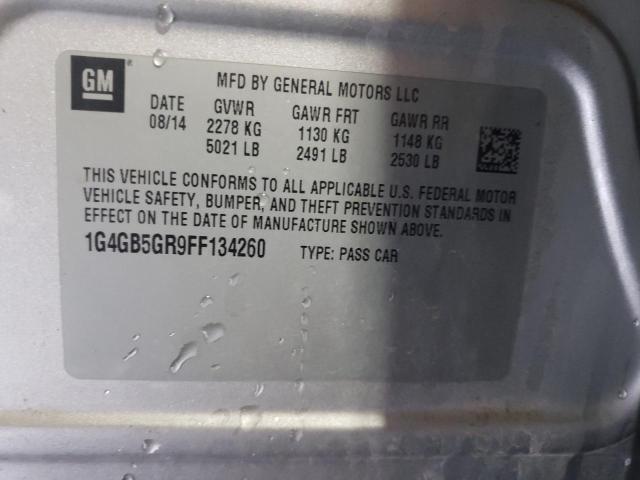 GM
MFD BY GENERAL MOTORS LLC
DATE GVWR GAWR FRT GAWR RR
08/14 2278 KG 1130 KG 1148 KG
5021 LB 2491 LB 2530 LB
THIS VEHICLE CONFORMS TO ALL APPLICABLE U.S. FEDERAL MOTOR
VEHICLE SAFETY, BUMPER, AND THEFT PREVENTION STANDARDS IN
EFFECT ON THE DATE OF MANUFACTURE SHOWN ABOVE.
1G4GB5GR9FF134260 TYPE: PASS CAR